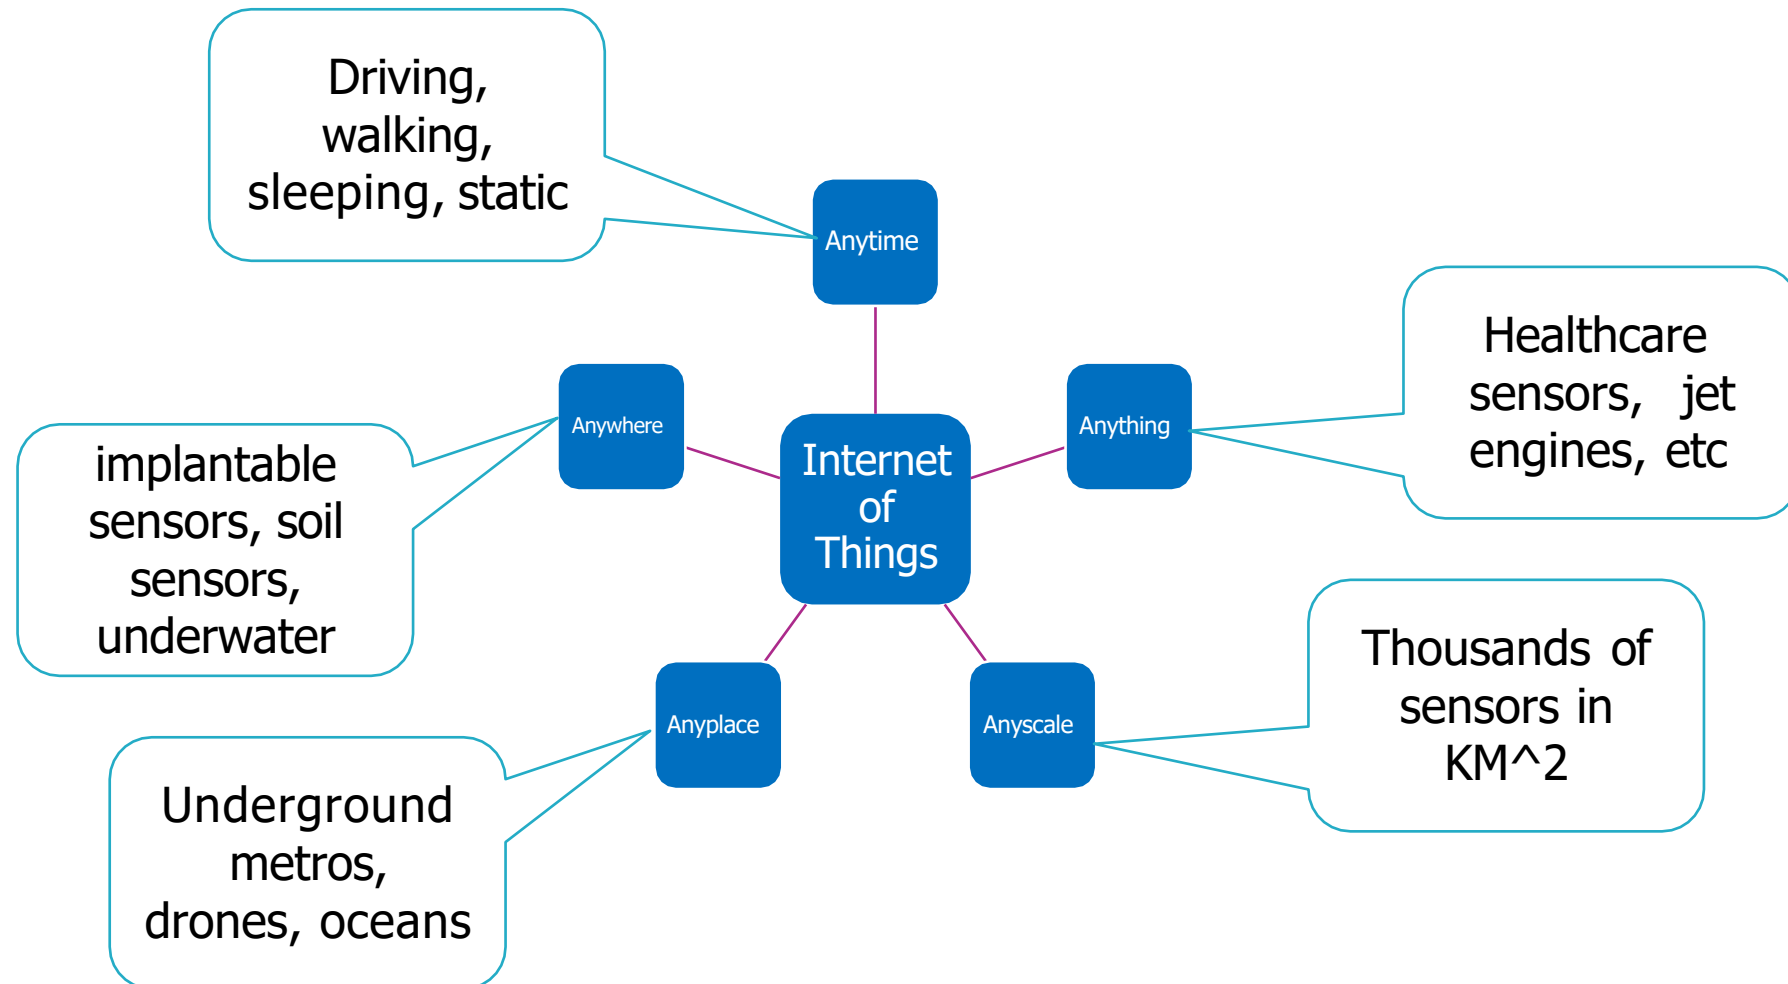 Driving,
walking,
sleeping, static
Anytime
Healthcare
sensors, jet
engines, etc
Anywhere
Anything
implantable
sensors, soil
sensors,
underwater
Internet
of
Things
Thousands of
sensors in
KM^2
Anyplace
Anyscale
Underground
metros,
drones, oceans